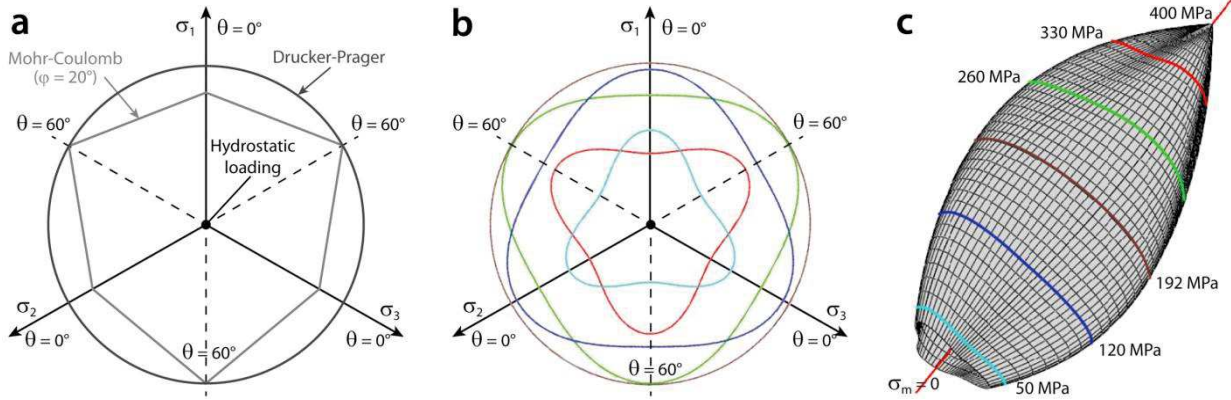 a
σ1
θ = 0°
Mohr-Coulomb
(φ = 20°)
Drucker-Prager
θ = 60°
θ = 60°
Hydrostatic
loading
σ2
σ3
θ = 0°
θ = 60°
θ = 0°
b
σ1
θ = 0°
θ = 60°
θ = 60°
σ2
σ3
θ = 0°
θ = 60°
θ = 0°
c
400 MPa
330 MPa
260 MPa
192 MPa
120 MPa
σm = 0
50 MPa